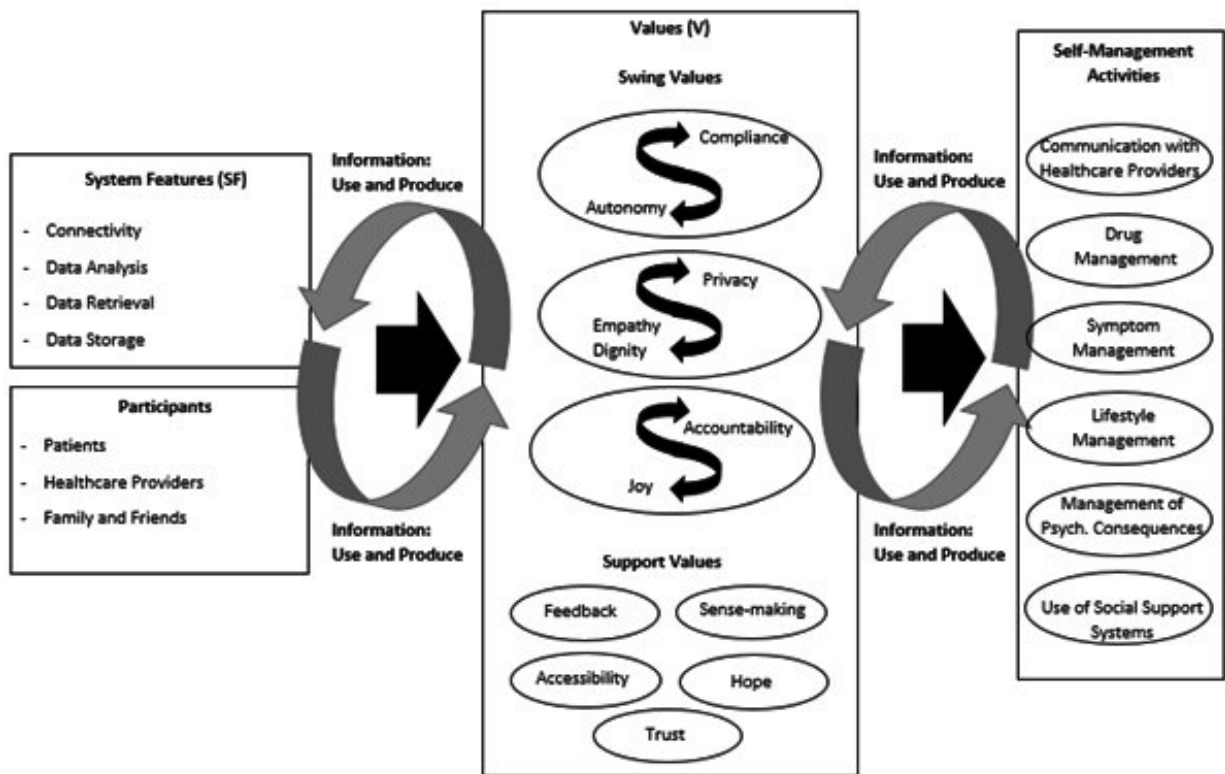 System Features (SF)
- Connectivity
- Data Analysis
- Data Retrieval
- Data Storage
Participants
- Patients
- Healthcare Providers
- Family and Friends
Information:
Use and Produce
Information:
Use and Produce
Values (V)
Swing Values
Compliance
Autonomy
Privacy
Empathy
Dignity
Accountability
Joy
Support Values
Feedback
Sense-making
Accessibility
Hope
Trust
Information:
Use and Produce
Information:
Use and Produce
Self-Management
Activities
Communication with
Healthcare Providers
Drug
Management
Symptom
Management
Lifestyle
Management
Management of
Psych. Consequences
Use of Social Support
Systems